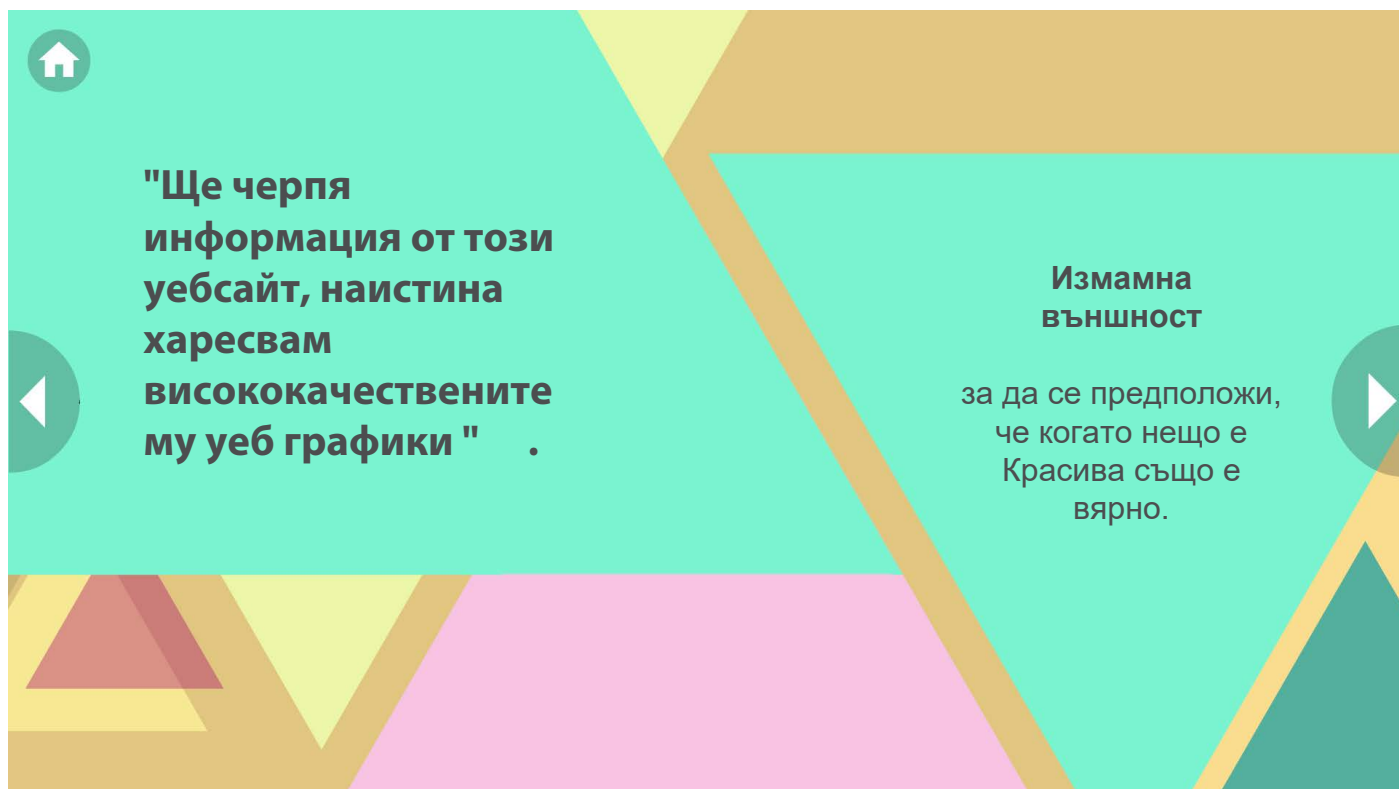 "Ще черпя
информация от този
уебсайт, наистина
харесвам
висококачествените
му уеб графики " .
Измамна
външност
за да се предположи,
че когато нещо е
Красива също е
вярно.